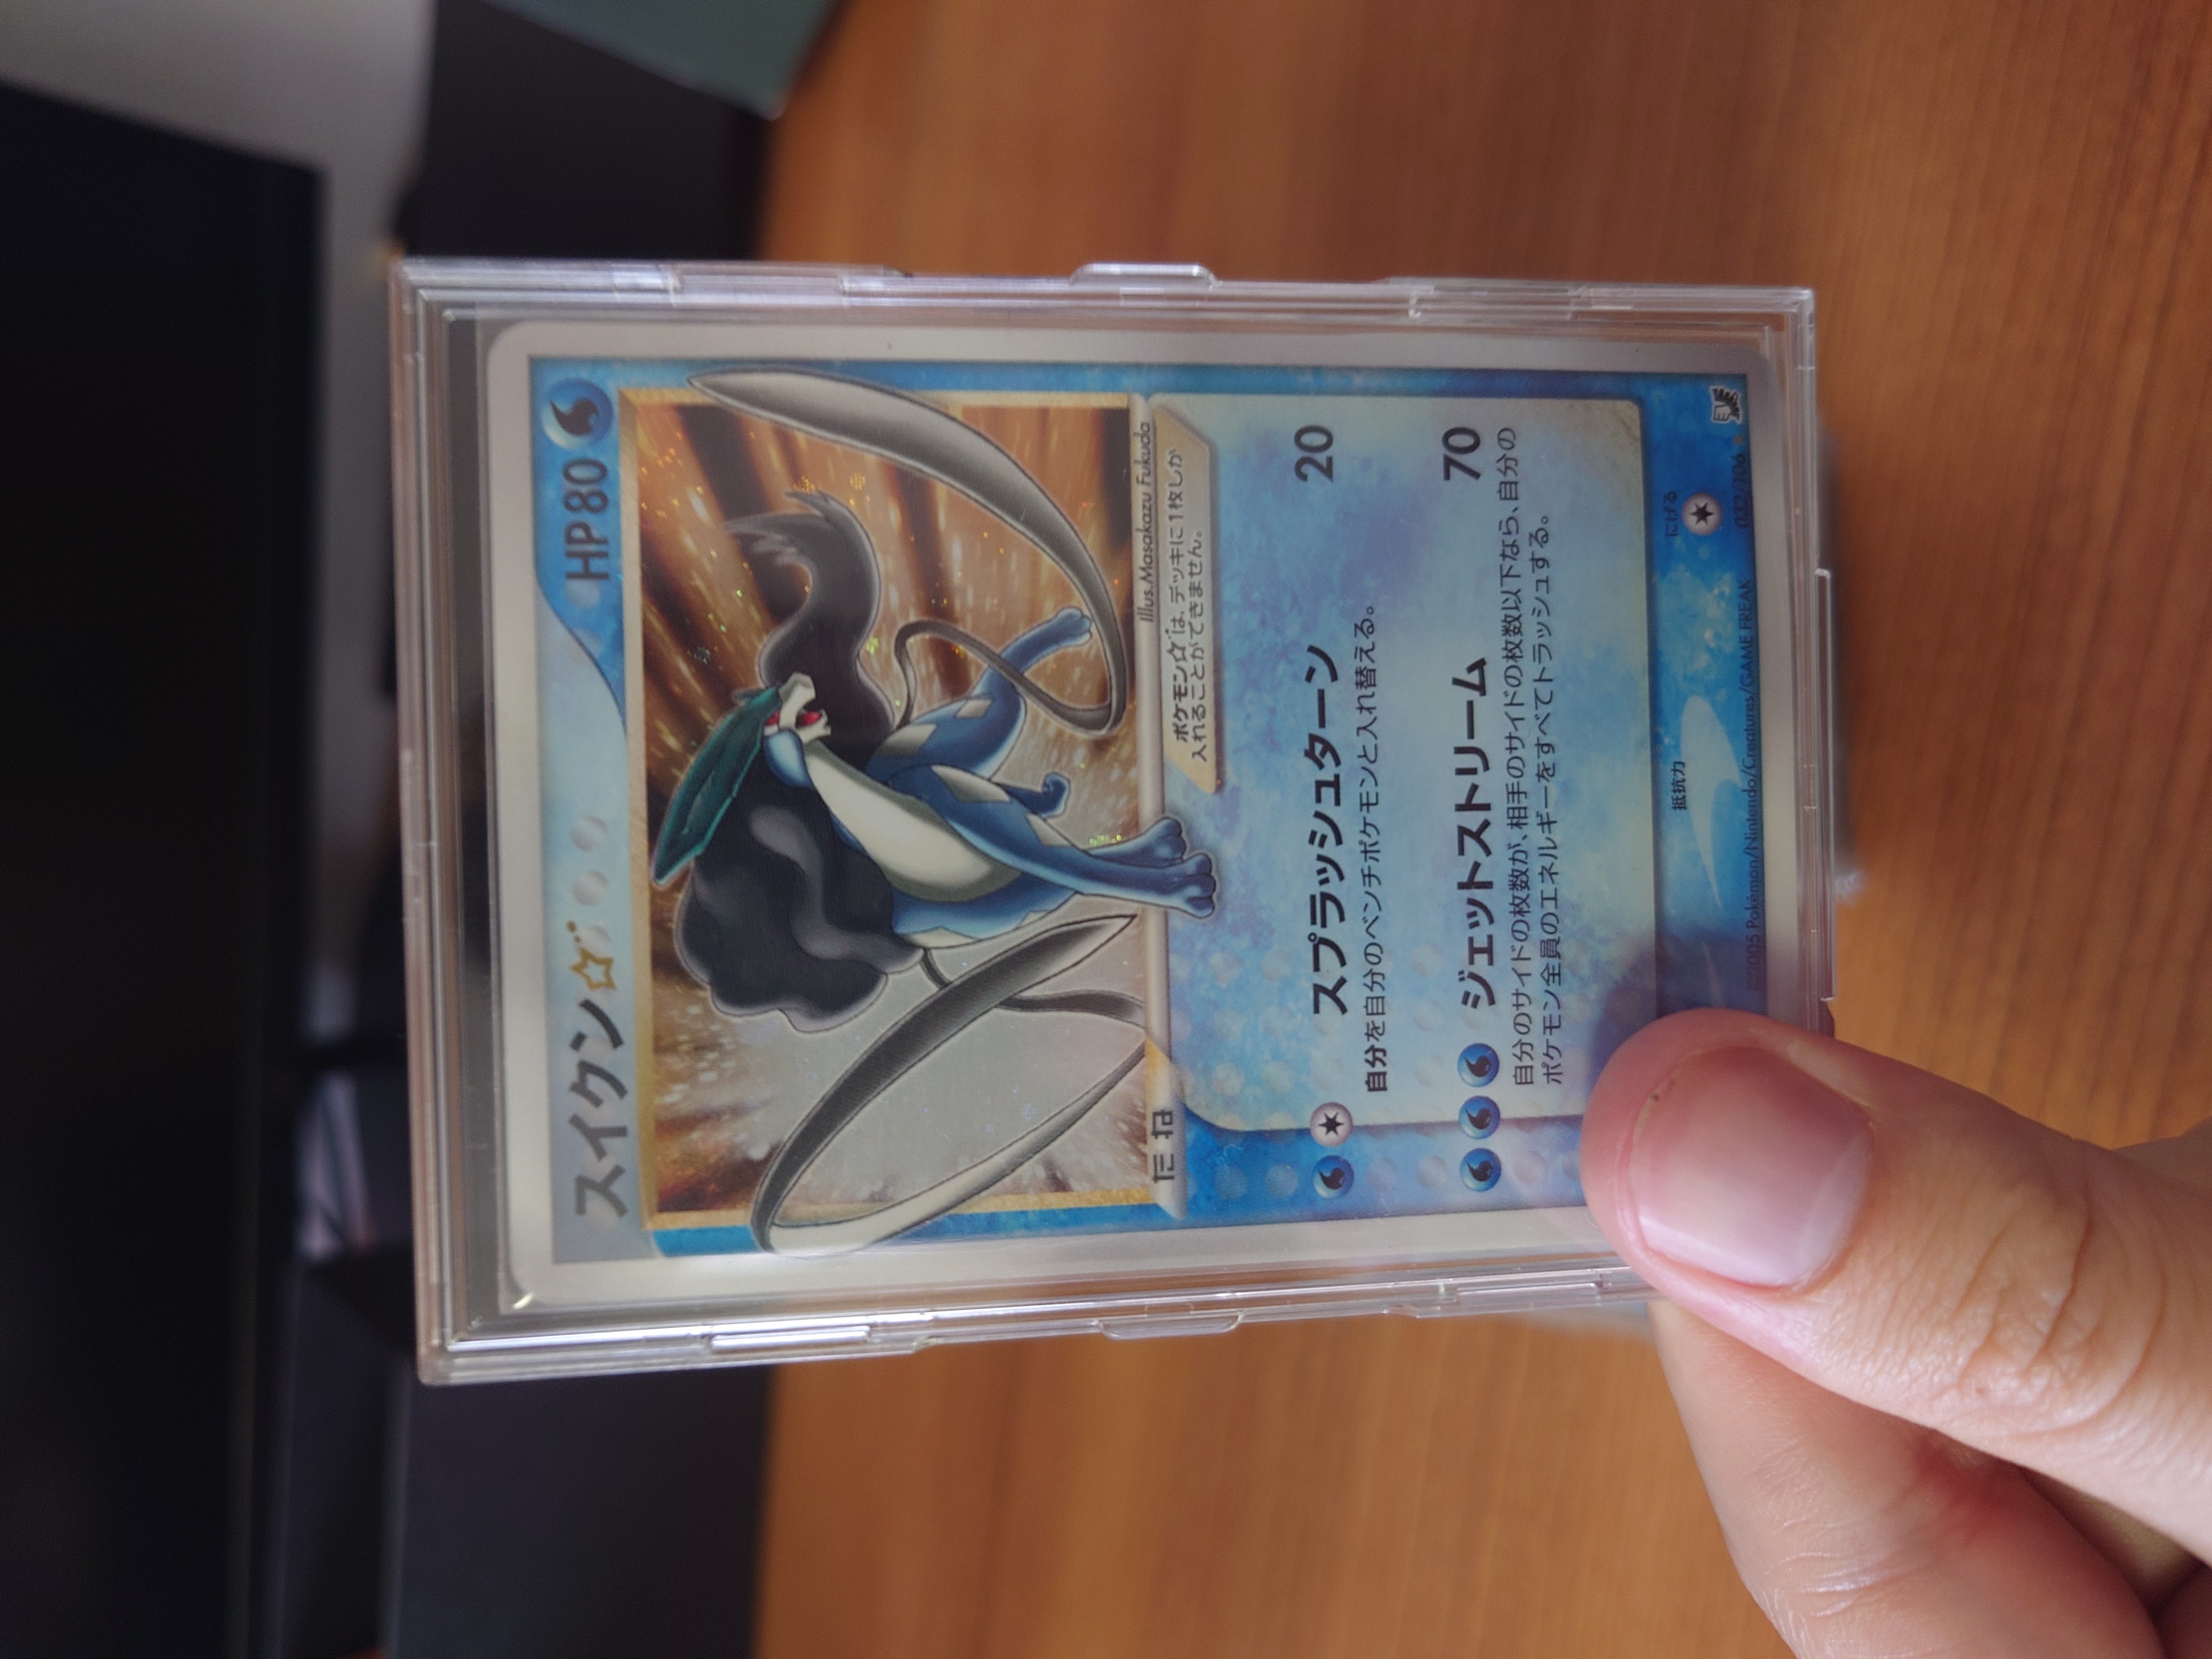 スイクン☆
HP80
Illus.Masakazu Fukuda
たね
ポケモン☆は、デッキに1枚しか
入れることができません。
スプラッシュターン 20
自分を自分のベンチポケモンと入れ替える。
ジェットストリーム 70
自分のサイドの枚数が、相手のサイドの枚数以下なら、自分の
ポケモン全員のエネルギーをすべてトラッシュする。
抵抗力
にげる
©2005 Pokémon/Nintendo/Creatures/GAME FREAK
032/106 ★